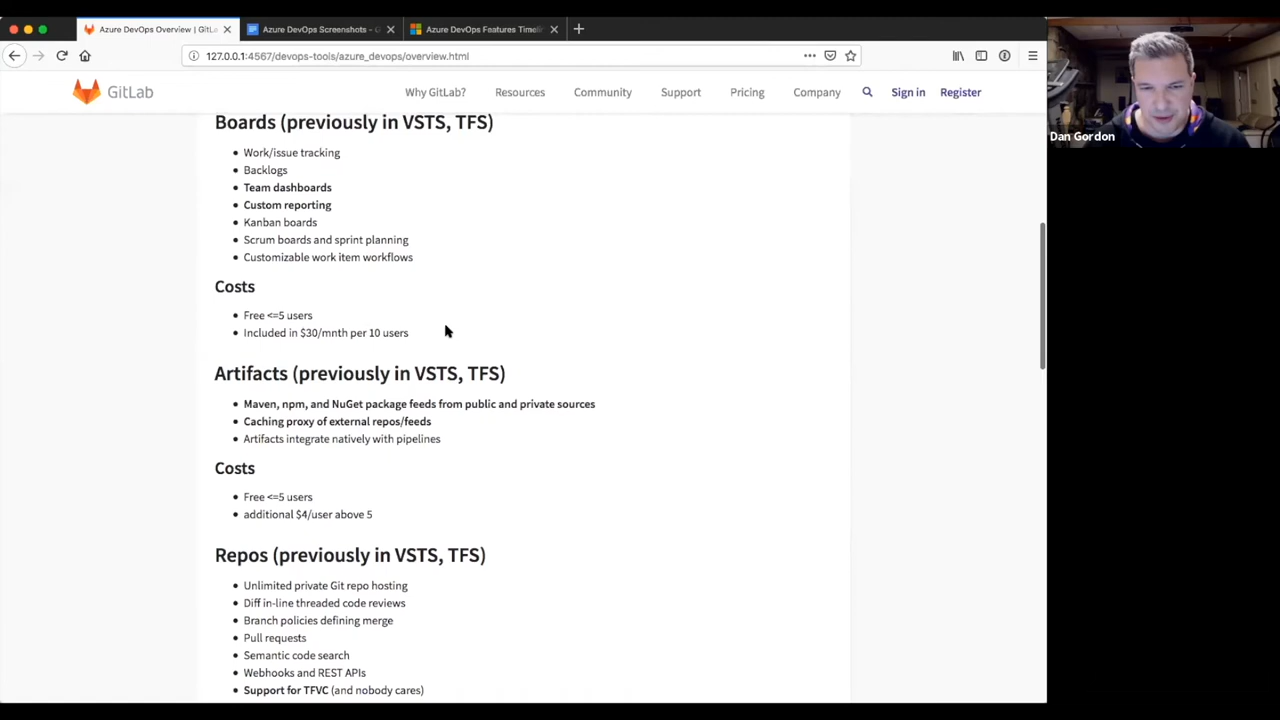 Azure DevOps Overview | GitLa
Azure DevOps Screenshots - G
Azure DevOps Features Timelin
127.0.0.1:4567/devops-tools/azure_devops/overview.html
GitLab
Why GitLab?
Resources
Community
Support
Pricing
Company
Sign in
Register
Dan Gordon
Boards (previously in VSTS, TFS)
Work/issue tracking
Backlogs
Team dashboards
Custom reporting
Kanban boards
Scrum boards and sprint planning
Customizable work item workflows
Costs
Free <=5 users
Included in $30/mnth per 10 users
Artifacts (previously in VSTS, TFS)
Maven, npm, and NuGet package feeds from public and private sources
Caching proxy of external repos/feeds
Artifacts integrate natively with pipelines
Costs
Free <=5 users
additional $4/user above 5
Repos (previously in VSTS, TFS)
Unlimited private Git repo hosting
Diff in-line threaded code reviews
Branch policies defining merge
Pull requests
Semantic code search
Webhooks and REST APIs
Support for TFVC (and nobody cares)